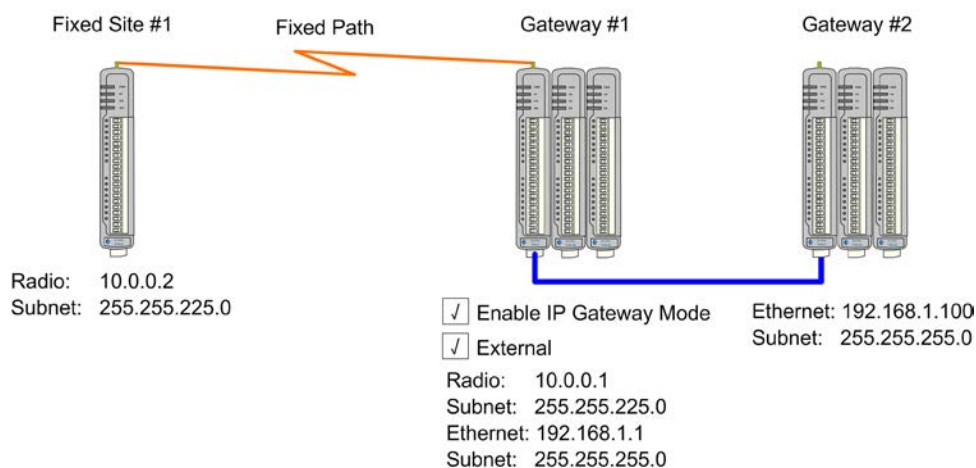 Fixed Site #1
Fixed Path
Gateway #1
Gateway #2
Radio: 10.0.0.2
Subnet: 255.255.225.0
√ Enable IP Gateway Mode
√ External
Radio: 10.0.0.1
Subnet: 255.255.225.0
Ethernet: 192.168.1.1
Subnet: 255.255.255.0
Ethernet: 192.168.1.100
Subnet: 255.255.255.0